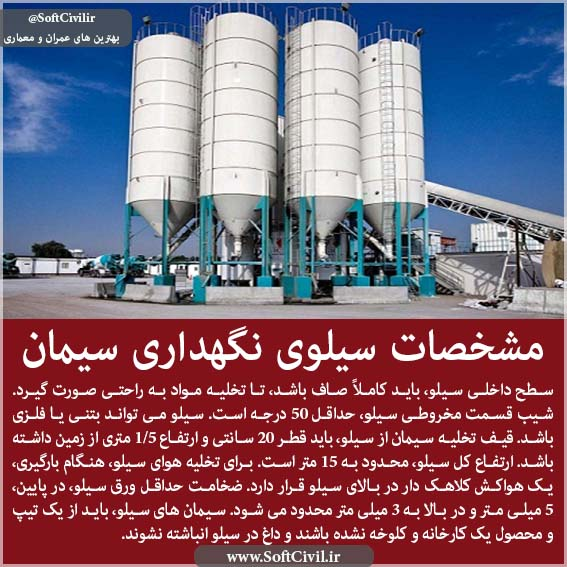 @SoftCivilir
بهترین های عمران و معماری
مشخصات سیلوی نگهداری سیمان
سطح داخلی سیلو، باید کاملاً صاف باشد، تا تخلیه مواد به راحتی صورت گیرد.
شیب قسمت مخروطی سیلو، حداقل 50 درجه است. سیلو می تواند بتنی یا فلزی
باشد. قیف تخلیه سیمان از سیلو، باید قطر 20 سانتی و ارتفاع 1/5 متری از زمین داشته
باشد. ارتفاع کل سیلو، محدود به 15 متر است. برای تخلیه هوای سیلو، هنگام بارگیری،
یک هواکش کلاهک دار در بالای سیلو قرار دارد. ضخامت حداقل ورق سیلو، در پایین،
5 میلی متر و در بالا به 3 میلی متر محدود می شود. سیمان های سیلو، باید از یک تیپ
و محصول یک کارخانه و کلوخه نشده باشند و داغ در سیلو انباشته نشوند.
www.SoftCivil.ir